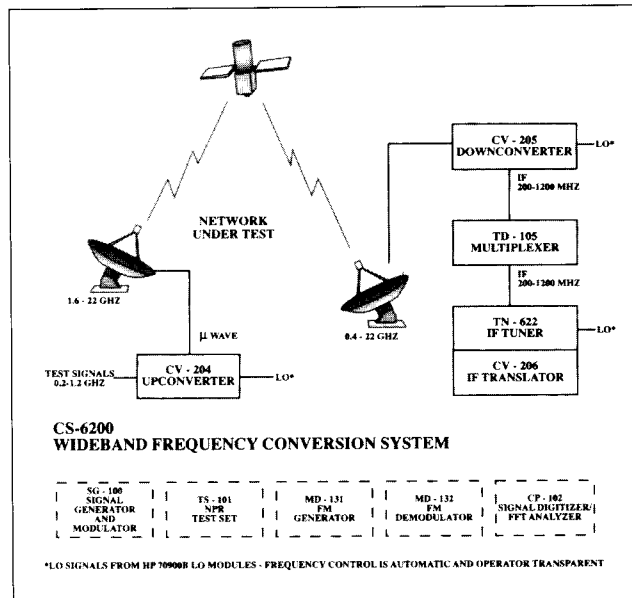 CV - 205
DOWNCONVERTER
LO*
IF
200-1200 MHZ
NETWORK
UNDER TEST
TD - 105
MULTIPLEXER
IF
200-1200 MHZ
1.6 - 22 GHZ
0.4 - 22 GHZ
TN - 622
IF TUNER
LO*
CV - 206
IF TRANSLATOR
µ WAVE
TEST SIGNALS
0.2-1.2 GHZ
CV - 204
UPCONVERTER
LO*
CS-6200
WIDEBAND FREQUENCY CONVERSION SYSTEM
SG - 100
SIGNAL
GENERATOR
AND
MODULATOR
TS - 101
NPR
TEST SET
MD - 131
FM
GENERATOR
MD - 132
FM
DEMODULATOR
CP - 102
SIGNAL DIGITIZER/
FFT ANALYZER
*LO SIGNALS FROM HP 70900B LO MODULES - FREQUENCY CONTROL IS AUTOMATIC AND OPERATOR TRANSPARENT